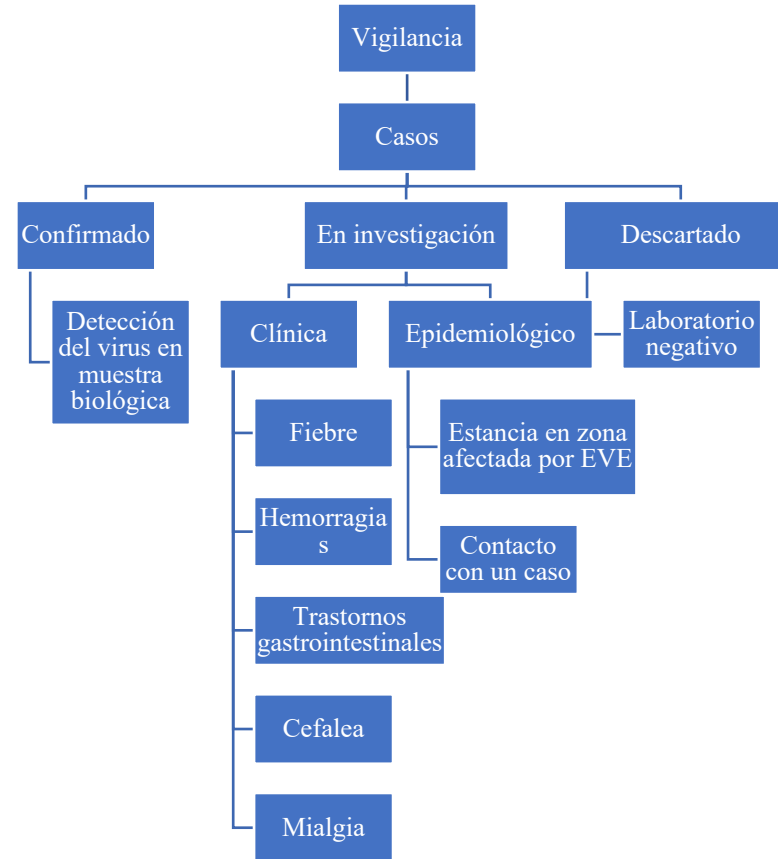 Vigilancia
Casos
Confirmado
En investigación
Descartado
Detección
del virus en
muestra
biológica
Clínica
Epidemiológico
Laboratorio
negativo
Fiebre
Estancia en zona
afectada por EVE
Hemorragia
s
Contacto
con un caso
Trastornos
gastrointestinales
Cefalea
Mialgia